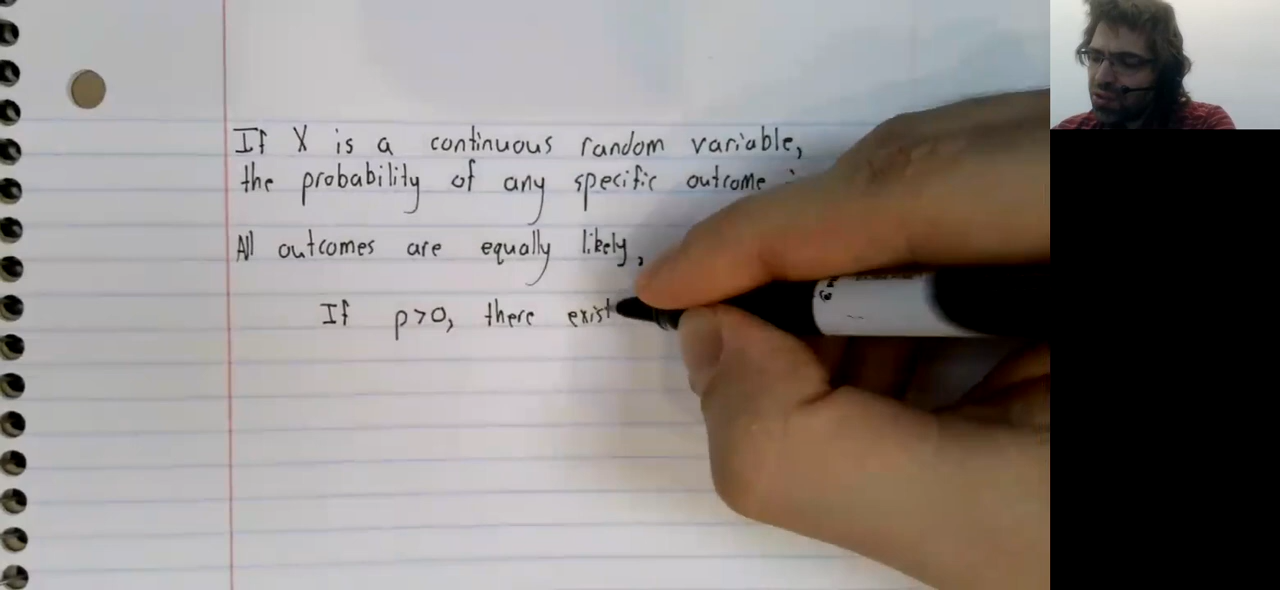 If X is a continuous random variable,
the probability of any specific outcome
All outcomes are equally likely,
If p>0, there exist